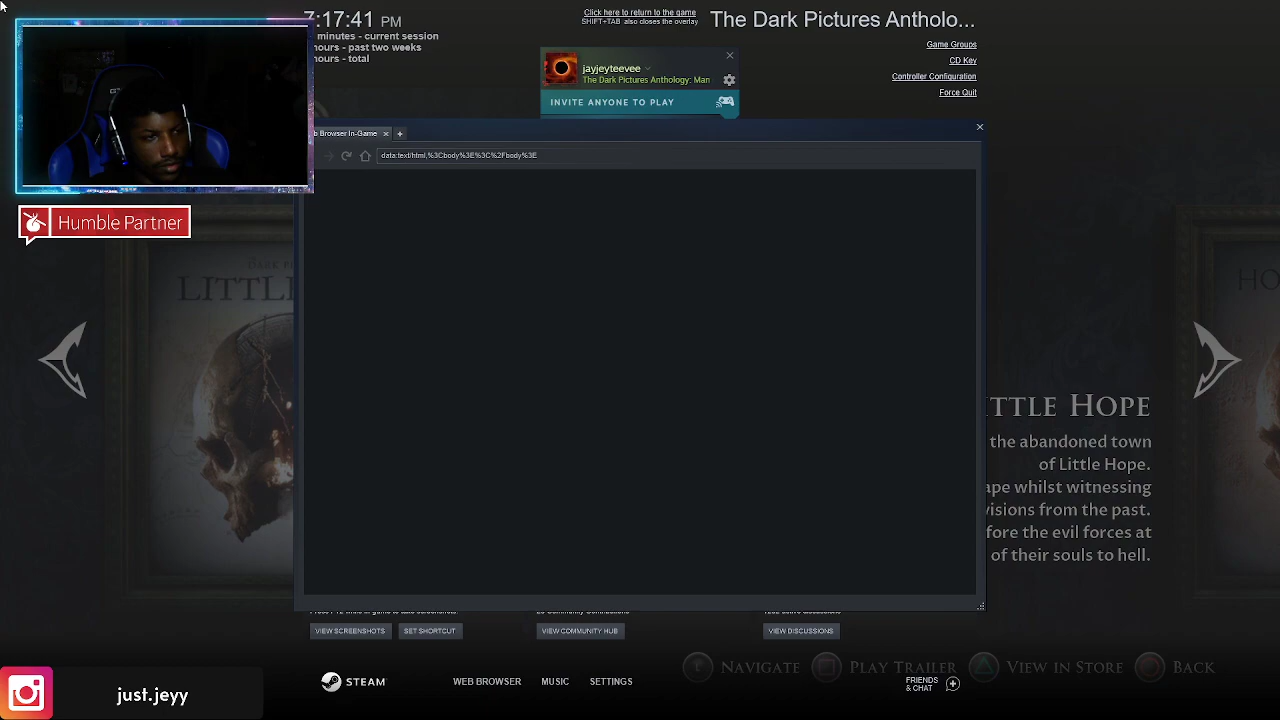 7:17:41 PM
minutes - current session
hours - past two weeks
hours - total
Click here to return to the game
SHIFT+TAB also closes the overlay
The Dark Pictures Antholo...
Game Groups
CD Key
Controller Configuration
Force Quit
jayjeyteevee
The Dark Pictures Anthology: Man
INVITE ANYONE TO PLAY
b Browser In-Game
data:text/html,%3Cbody%3E%3C%2Fbody%3E
Humble Partner
LITTL
TTLE HOPE
the abandoned town
of Little Hope.
ape whilst witnessing
visions from the past.
fore the evil forces at
of their souls to hell.
VIEW SCREENSHOTS
SET SHORTCUT
VIEW COMMUNITY HUB
VIEW DISCUSSIONS
STEAM
WEB BROWSER
MUSIC
SETTINGS
NAVIGATE
PLAY TRAILER
VIEW IN STORE
BACK
FRIENDS
& CHAT
just.jeyy